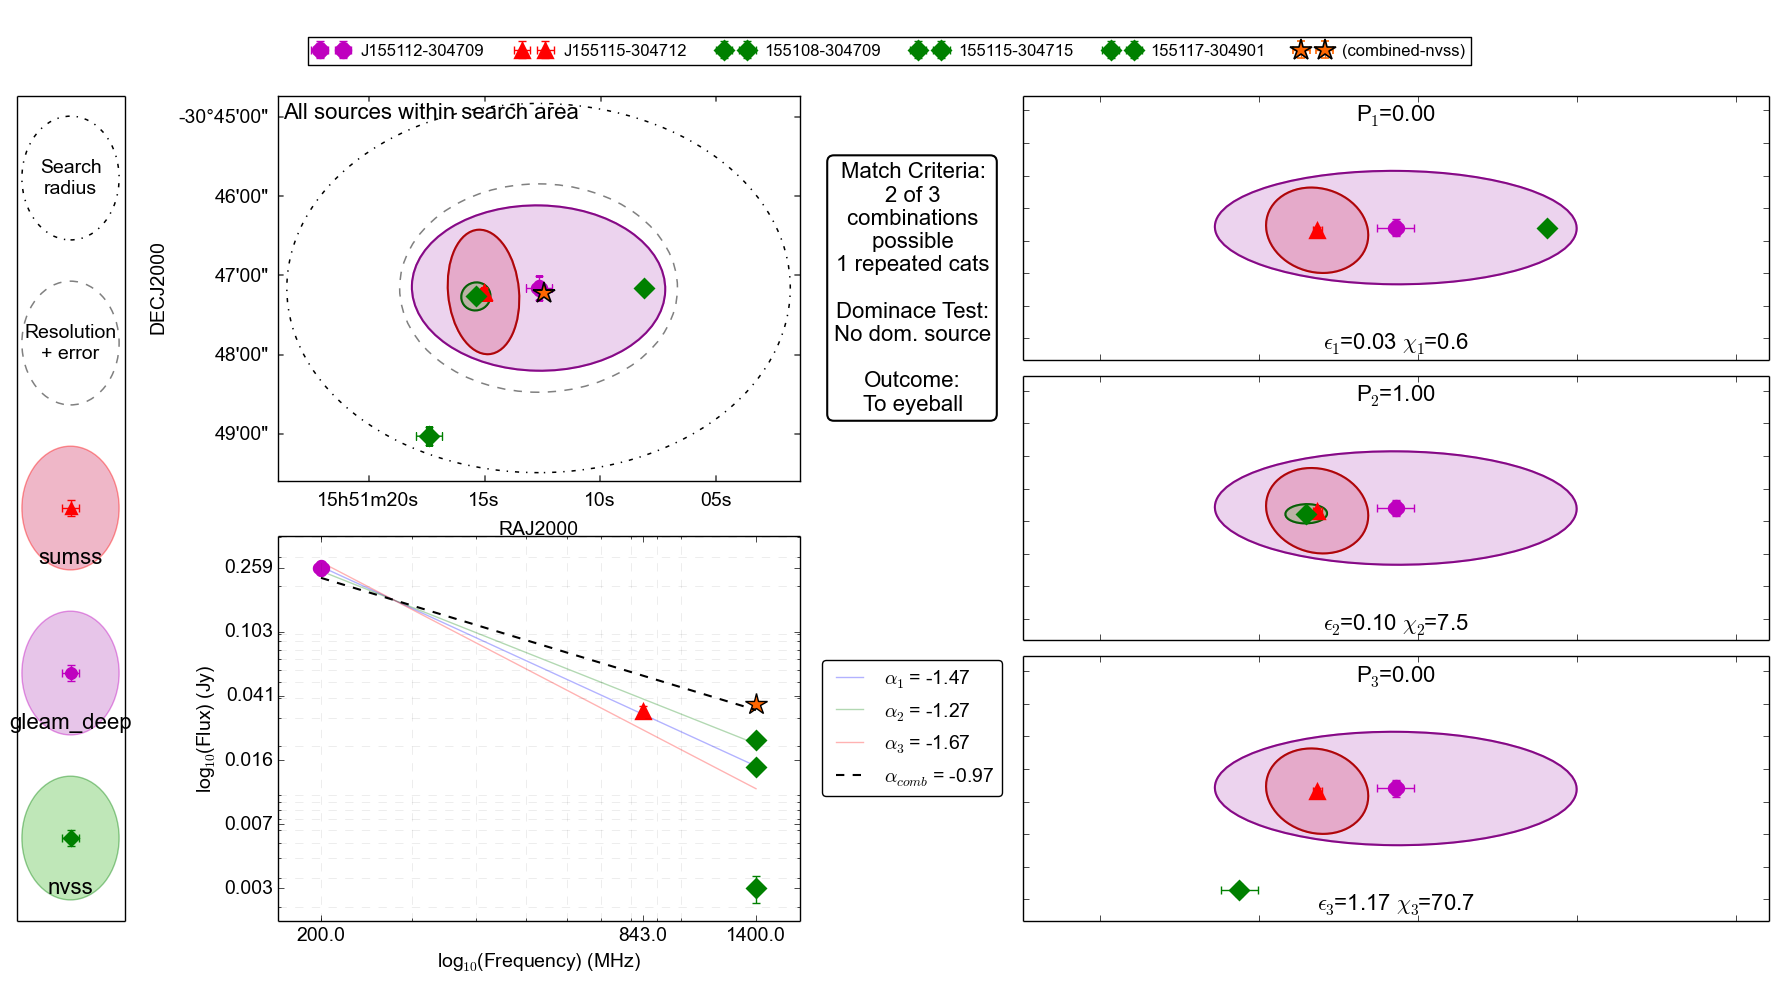 J155112-304709 J155115-304712 155108-304709 155115-304715 155117-304901 (combined-nvss)
Search
radius
Resolution
+ error
sumss
gleam_deep
nvss
All sources within search area
-30°45'00"
46'00"
47'00"
48'00"
49'00"
DECJ2000
15h51m20s 15s 10s 05s
RAJ2000
Match Criteria:
2 of 3
combinations
possible
1 repeated cats
Dominace Test:
No dom. source
Outcome:
To eyeball
0.259
0.103
0.041
0.016
0.007
0.003
log₁₀(Flux) (Jy)
200.0 843.0 1400.0
log₁₀(Frequency) (MHz)
α₁ = -1.47
α₂ = -1.27
α₃ = -1.67
α_comb = -0.97
P₁=0.00
ϵ₁=0.03 χ₁=0.6
P₂=1.00
ϵ₂=0.10 χ₂=7.5
P₃=0.00
ϵ₃=1.17 χ₃=70.7